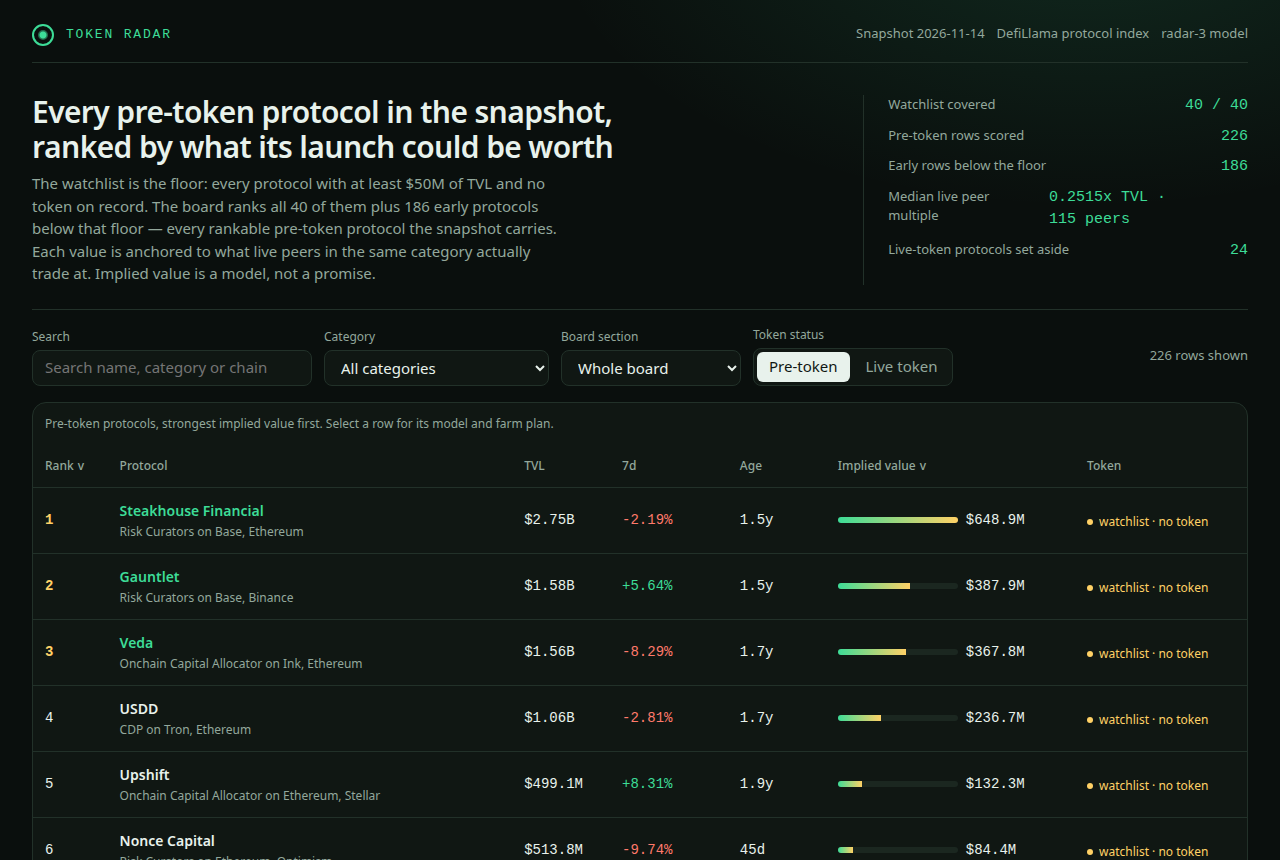 TOKEN RADAR
Snapshot 2026-11-14 DefiLlama protocol index radar-3 model
Every pre-token protocol in the snapshot,
ranked by what its launch could be worth
The watchlist is the floor: every protocol with at least $50M of TVL and no
token on record. The board ranks all 40 of them plus 186 early protocols
below that floor — every rankable pre-token protocol the snapshot carries.
Each value is anchored to what live peers in the same category actually
trade at. Implied value is a model, not a promise.
Watchlist covered 40 / 40
Pre-token rows scored 226
Early rows below the floor 186
Median live peer multiple 0.2515x TVL · 115 peers
Live-token protocols set aside 24
Search
Category
Board section
Token status
Search name, category or chain
All categories
Whole board
Pre-token Live token
226 rows shown
Pre-token protocols, strongest implied value first. Select a row for its model and farm plan.
Rank v Protocol TVL 7d Age Implied value v Token
1 Steakhouse Financial $2.75B -2.19% 1.5y $648.9M watchlist · no token
Risk Curators on Base, Ethereum
2 Gauntlet $1.58B +5.64% 1.5y $387.9M watchlist · no token
Risk Curators on Base, Binance
3 Veda $1.56B -8.29% 1.7y $367.8M watchlist · no token
Onchain Capital Allocator on Ink, Ethereum
4 USDD $1.06B -2.81% 1.7y $236.7M watchlist · no token
CDP on Tron, Ethereum
5 Upshift $499.1M +8.31% 1.9y $132.3M watchlist · no token
Onchain Capital Allocator on Ethereum, Stellar
6 Nonce Capital $513.8M -9.74% 45d $84.4M watchlist · no token
Risk Curators on Ethereum, Optimism